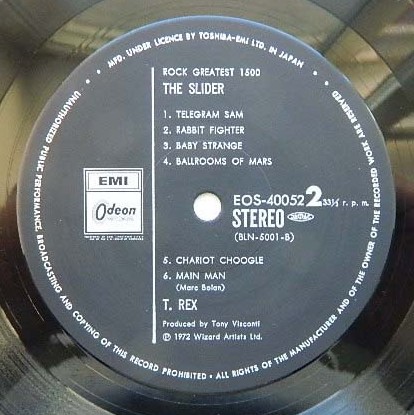 MFD. UNDER LICENCE BY TOSHIBA-EMI LTD. IN JAPAN
UNAUTHORIZED PUBLIC PERFORMANCE, BROADCASTING AND COPYING OF THIS RECORD PROHIBITED • ALL RIGHTS OF THE MANUFACTURER AND OF THE OWNER OF THE RECORDED WORK ARE RESERVED
ROCK GREATEST 1500
THE SLIDER
1. TELEGRAM SAM
2. RABBIT FIGHTER
3. BABY STRANGE
4. BALLROOMS OF MARS
EMI
Odeon
EOS-40052 2 33⅓ r. p. m.
STEREO
(BLN-5001-B)
5. CHARIOT CHOOGLE
6. MAIN MAN
(Marc Bolan)
T. REX
Produced by Tony Visconti
Ⓟ 1972 Wizard Artists Ltd.